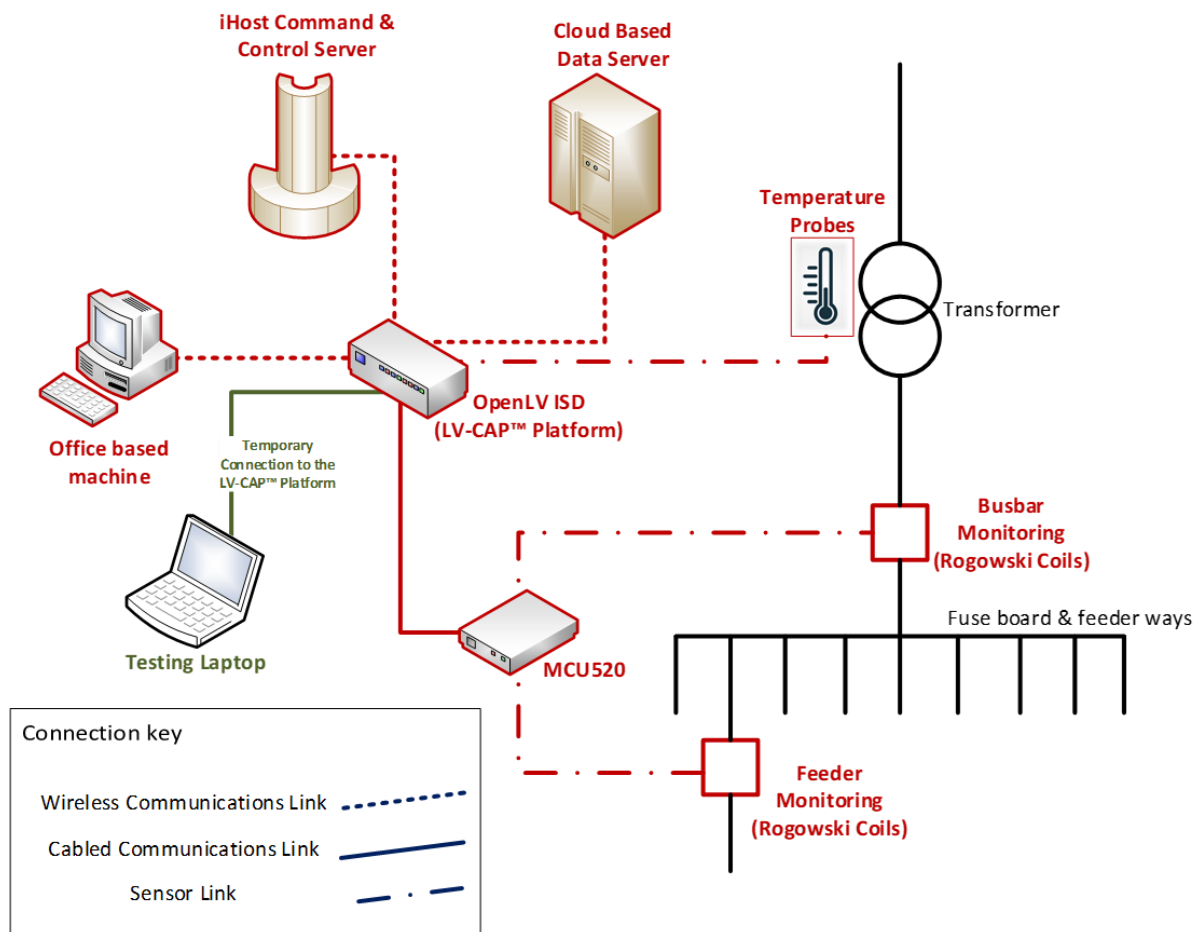 iHost Command &
Control Server
Cloud Based
Data Server
Temperature
Probes
Transformer
OpenLV ISD
(LV-CAP™ Platform)
Office based
machine
Temporary
Connection to the
LV-CAP™ Platform
Busbar
Monitoring
(Rogowski Coils)
Fuse board & feeder ways
Testing Laptop
MCU520
Connection key
Wireless Communications Link
Cabled Communications Link
Sensor Link
Feeder
Monitoring
(Rogowski Coils)